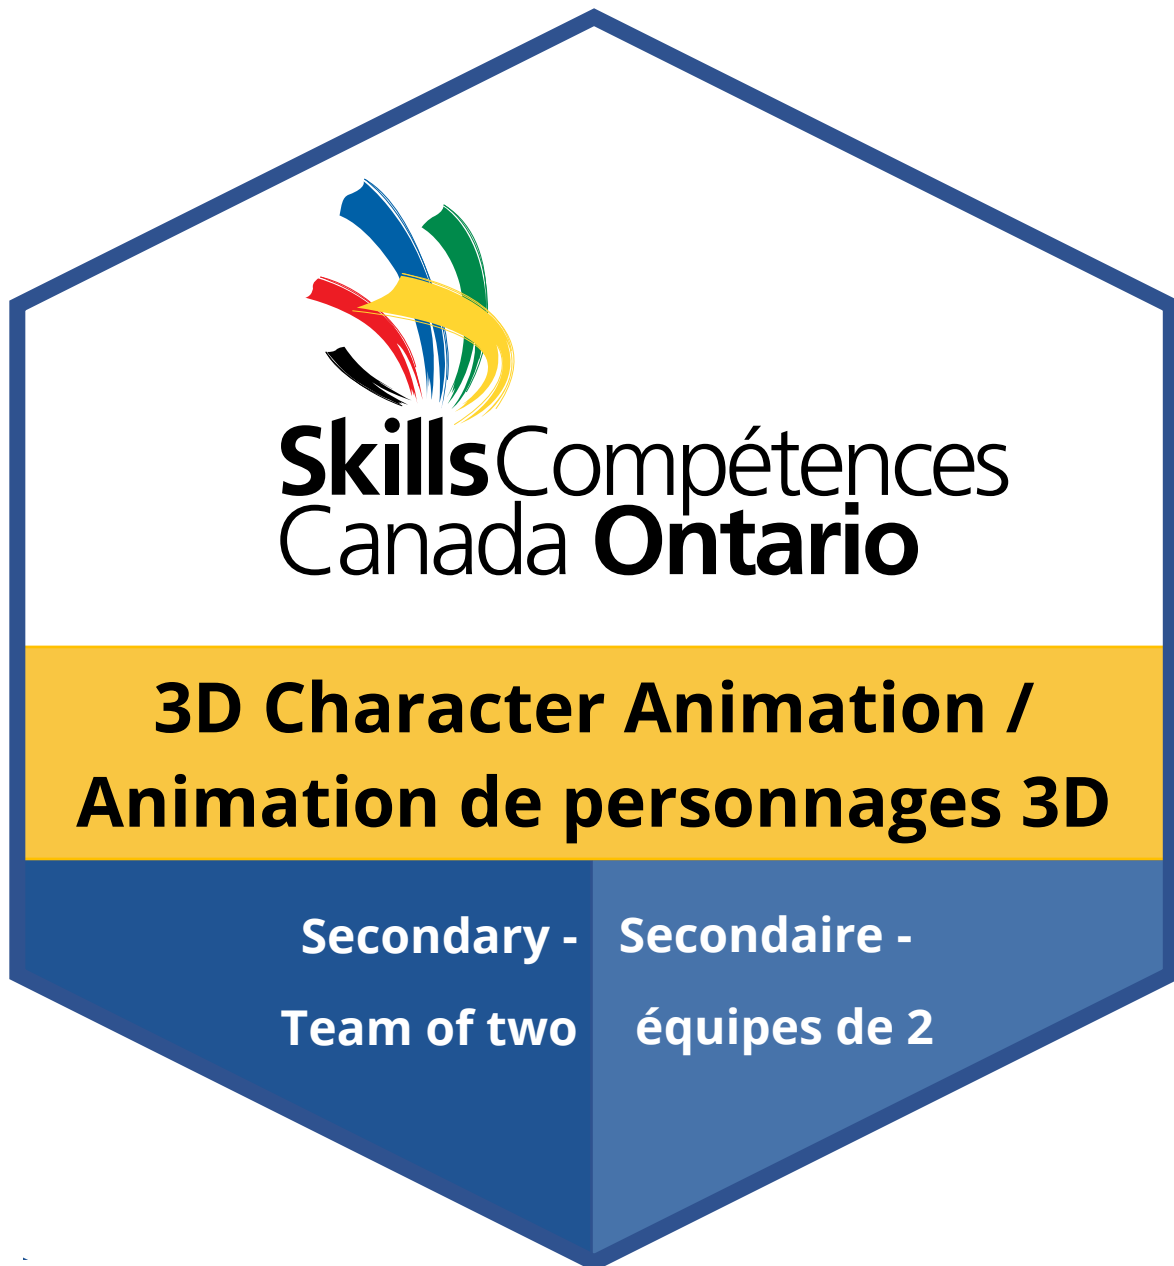 Skills Compétences
Canada Ontario
3D Character Animation /
Animation de personnages 3D
Secondary -
Team of two
Secondaire -
équipes de 2